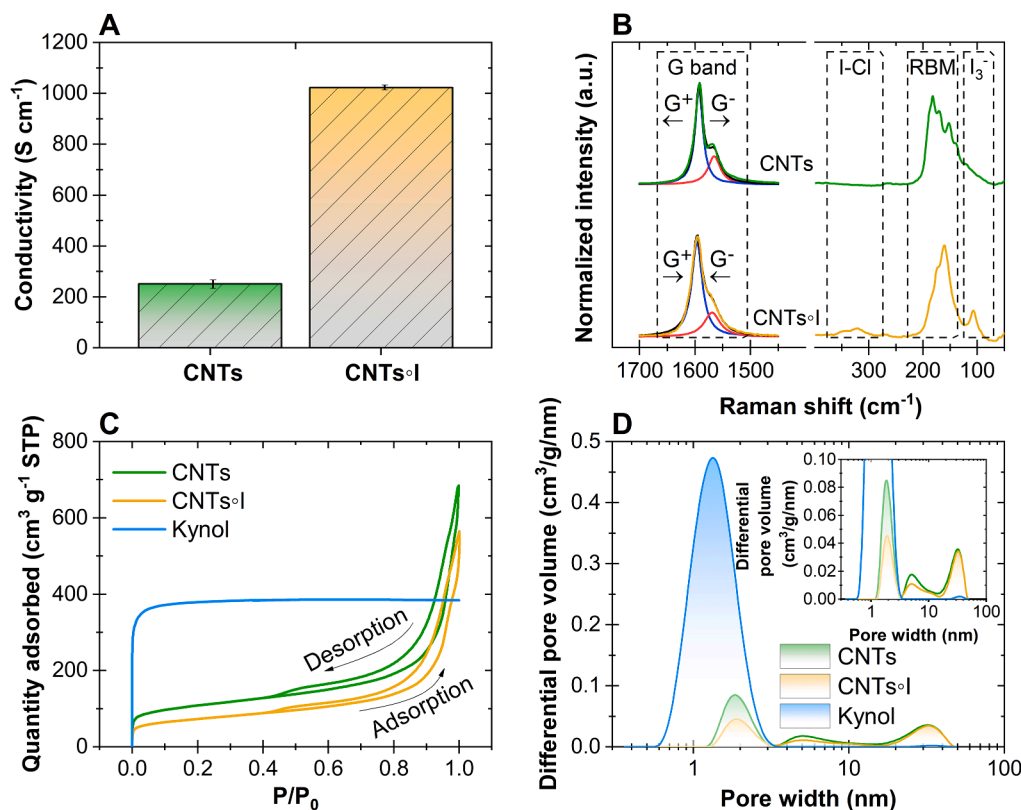 A
Conductivity (S cm⁻¹)
1200
1000
800
600
400
200
0
CNTs
CNTs∘I
B
Normalized intensity (a.u.)
G band
I-Cl
RBM
I₃⁻
G⁺
G⁻
CNTs
G⁺
G⁻
CNTs∘I
1700
1600
1500
300
200
100
Raman shift (cm⁻¹)
C
Quantity adsorbed (cm³ g⁻¹ STP)
800
600
400
200
0
CNTs
CNTs∘I
Kynol
Desorption
Adsorption
0.0
0.2
0.4
0.6
0.8
1.0
P/P₀
D
Differential pore volume (cm³/g/nm)
0.5
0.4
0.3
0.2
0.1
0.0
Differential
pore volume
(cm³/g/nm)
0.10
0.08
0.06
0.04
0.02
0.00
1
10
100
Pore width (nm)
CNTs
CNTs∘I
Kynol
1
10
100
Pore width (nm)